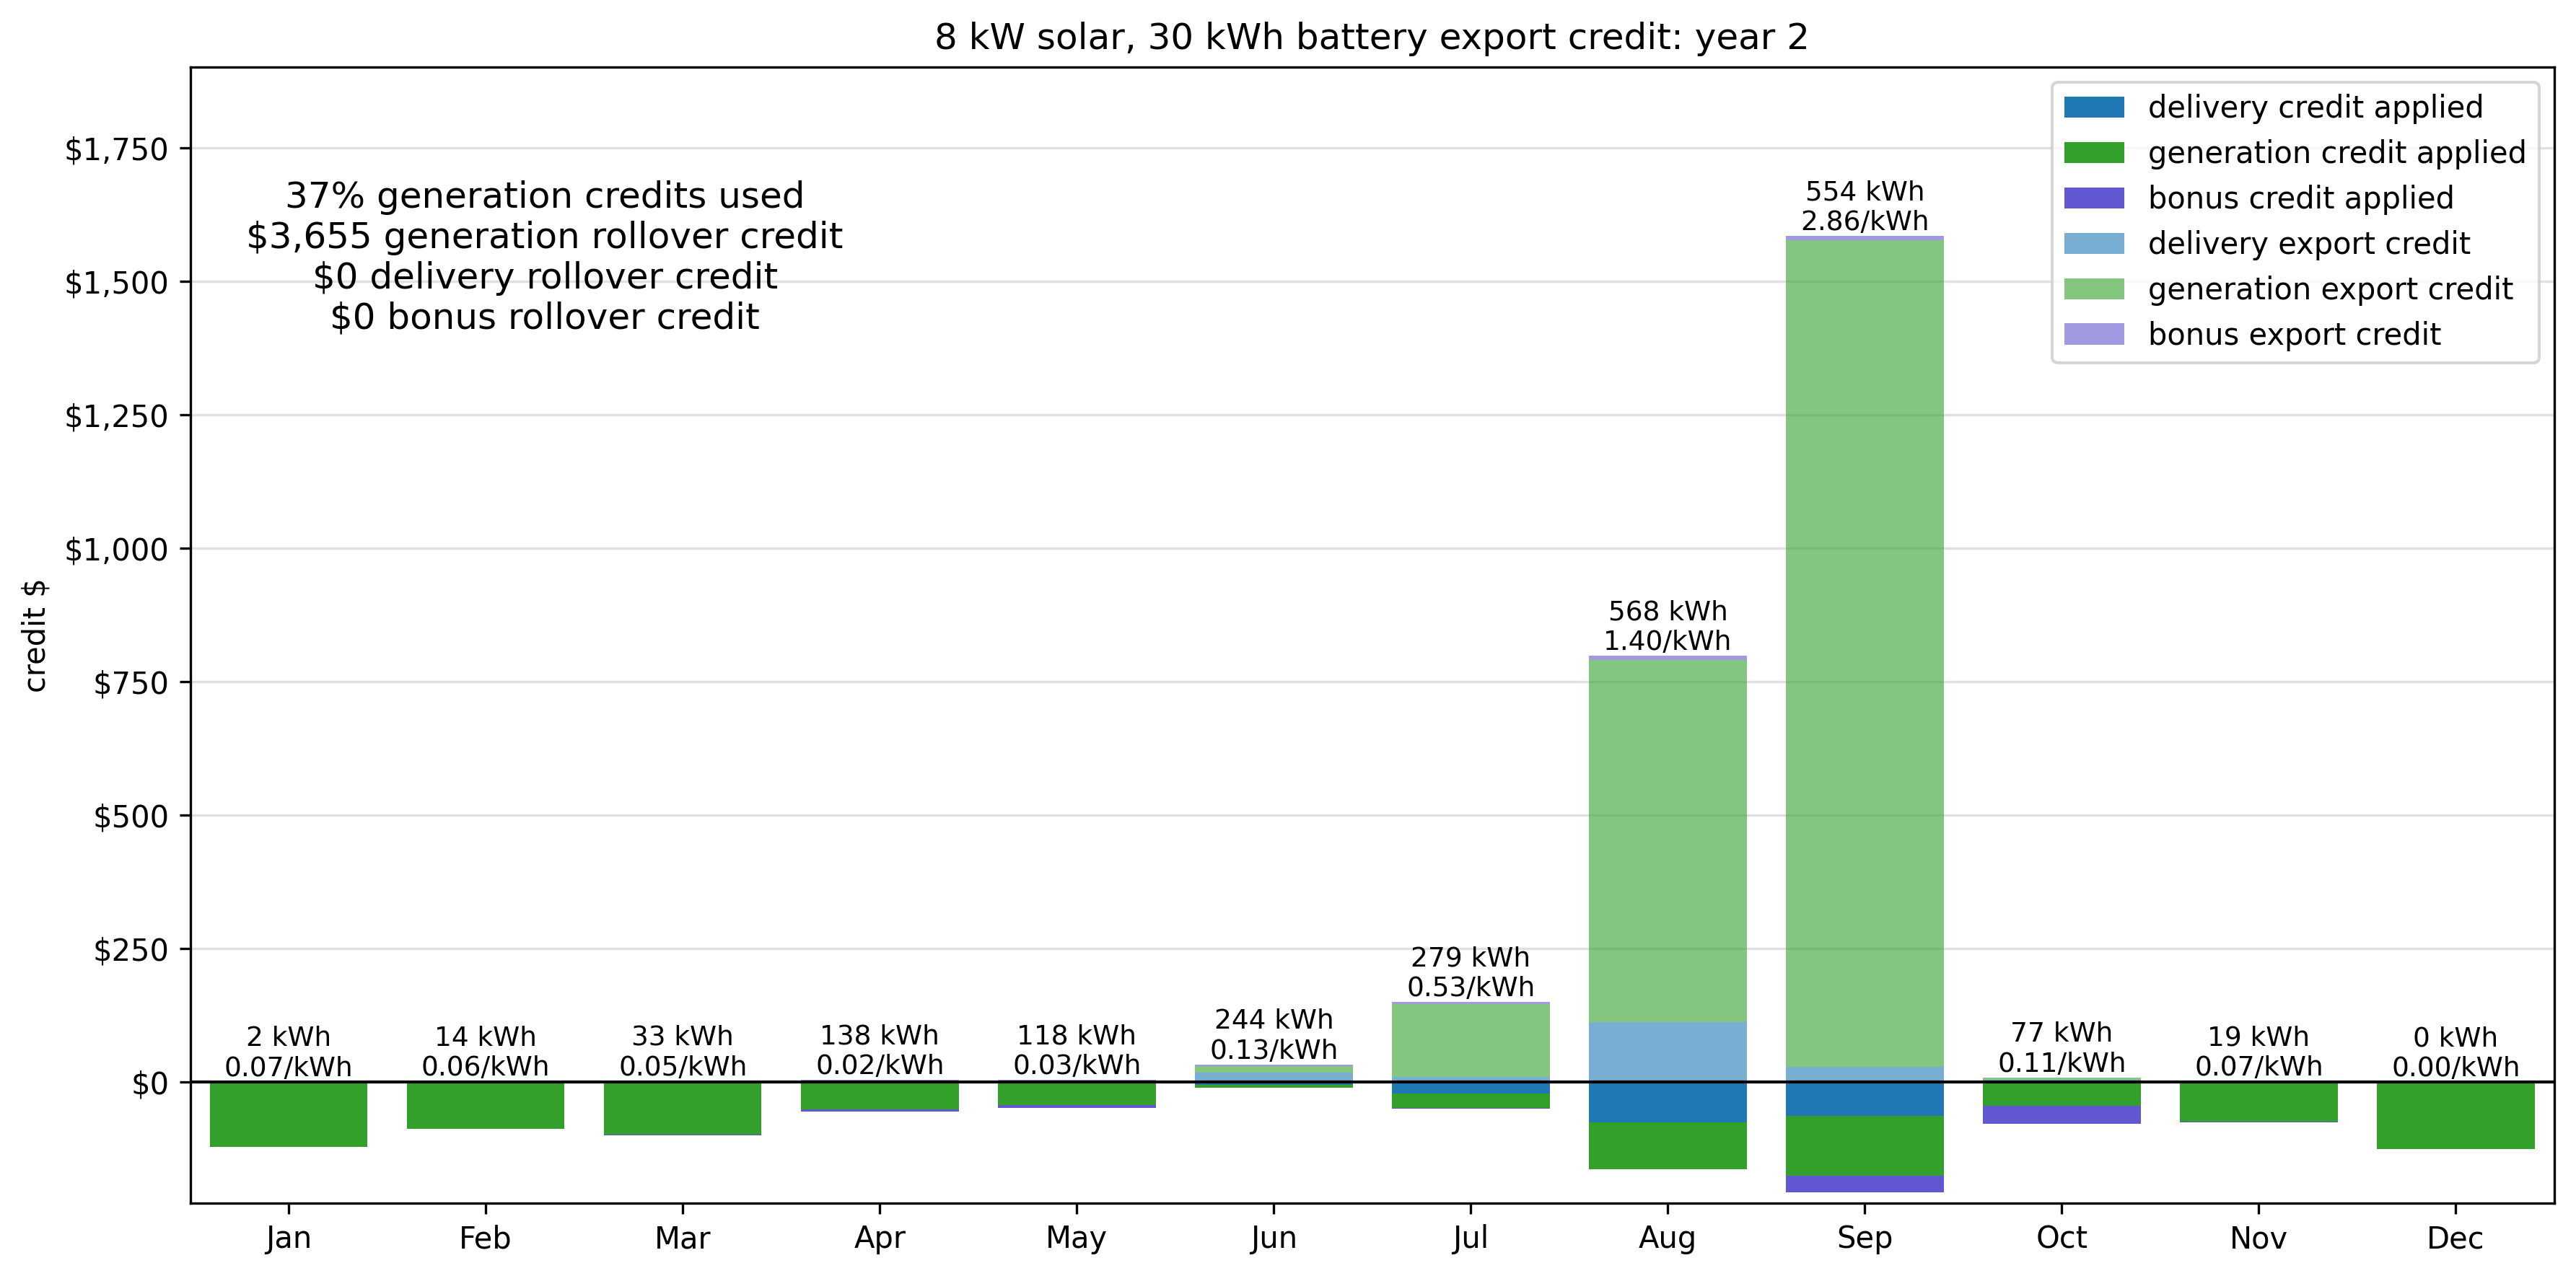 8 kW solar, 30 kWh battery export credit: year 2
credit $
$1,750
$1,500
$1,250
$1,000
$750
$500
$250
$0
37% generation credits used
$3,655 generation rollover credit
$0 delivery rollover credit
$0 bonus rollover credit
delivery credit applied
generation credit applied
bonus credit applied
delivery export credit
generation export credit
bonus export credit
2 kWh
0.07/kWh
14 kWh
0.06/kWh
33 kWh
0.05/kWh
138 kWh
0.02/kWh
118 kWh
0.03/kWh
244 kWh
0.13/kWh
279 kWh
0.53/kWh
568 kWh
1.40/kWh
554 kWh
2.86/kWh
77 kWh
0.11/kWh
19 kWh
0.07/kWh
0 kWh
0.00/kWh
Jan
Feb
Mar
Apr
May
Jun
Jul
Aug
Sep
Oct
Nov
Dec